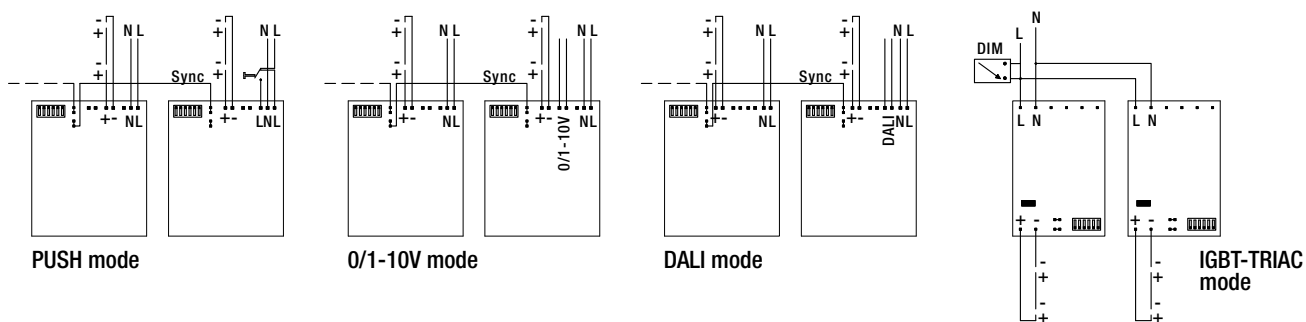 - N L - N L
+ +
- -
+ +
Sync
+- NL
+- LNL
PUSH mode
- N L - N L
+ +
- -
+ +
Sync
+- NL
+- NL
0/1-10V
0/1-10V mode
- N L - N L
+ +
- -
+ +
Sync
+- NL
+- NL
DALI
DALI mode
N
L
DIM
L N L N
+ - + -
- -
+ +
- -
+ +
IGBT-TRIAC
mode